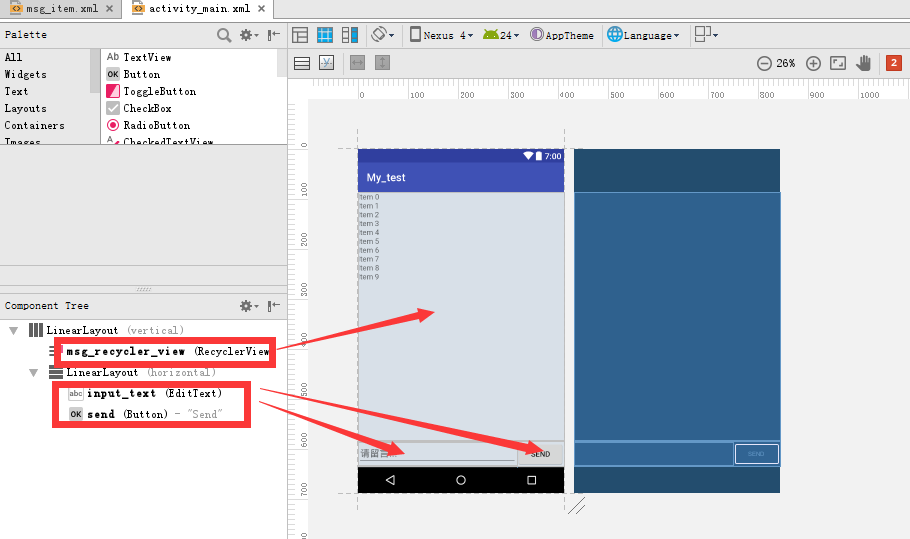 msg_item.xml activity_main.xml
Palette Nexus 4 24 AppTheme Language
All
Widgets
Text
Layouts
Containers
Images
Ab TextView
OK Button
ToggleButton
CheckBox
RadioButton
CheckedTextView
26% 2
0 100 200 300 400 500 600 700 800 900 1000
0
100
200
300
400
500
600
700
7:00
My_test
Item 0
Item 1
Item 2
Item 3
Item 4
Item 5
Item 6
Item 7
Item 8
Item 9
请留言
SEND
SEND
Component Tree
LinearLayout (vertical)
msg_recycler_view (RecyclerView
LinearLayout (horizontal)
abc input_text (EditText)
OK send (Button) - "Send"